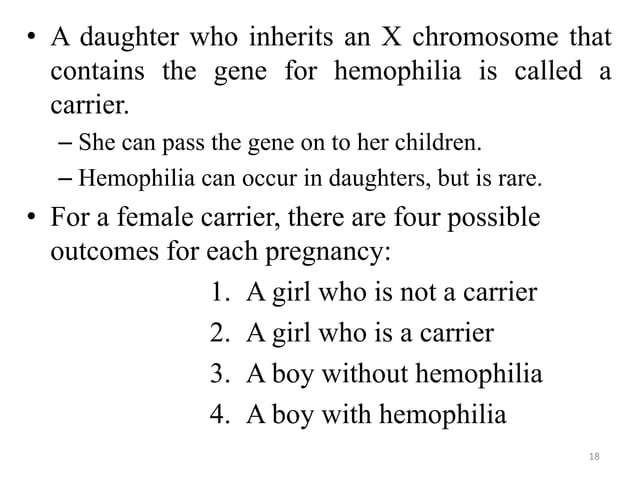 • A daughter who inherits an X chromosome that
contains the gene for hemophilia is called a
carrier.
– She can pass the gene on to her children.
– Hemophilia can occur in daughters, but is rare.
• For a female carrier, there are four possible
outcomes for each pregnancy:
1. A girl who is not a carrier
2. A girl who is a carrier
3. A boy without hemophilia
4. A boy with hemophilia
18